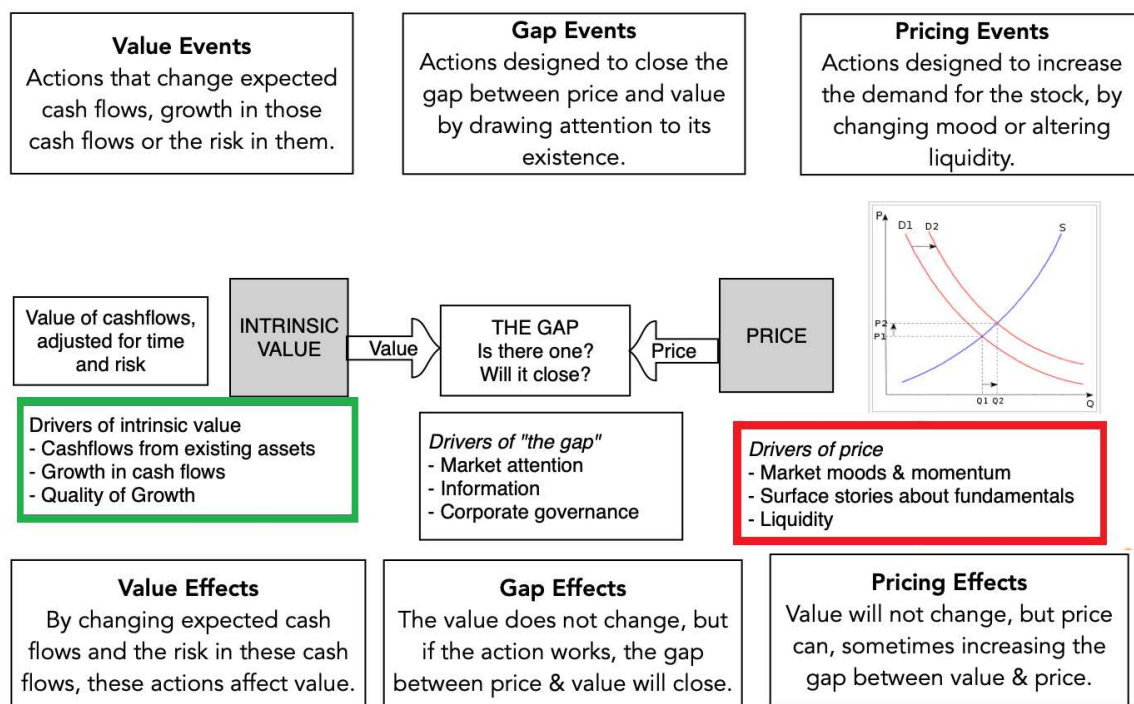 Value Events
Actions that change expected
cash flows, growth in those
cash flows or the risk in them.
Gap Events
Actions designed to close the
gap between price and value
by drawing attention to its
existence.
Pricing Events
Actions designed to increase
the demand for the stock, by
changing mood or altering
liquidity.
P
D1 D2
S
P2
P1
Q1 Q2
Q
Value of cashflows,
adjusted for time
and risk
INTRINSIC
VALUE
Value
THE GAP
Is there one?
Will it close?
Price
PRICE
Drivers of intrinsic value
- Cashflows from existing assets
- Growth in cash flows
- Quality of Growth
Drivers of "the gap"
- Market attention
- Information
- Corporate governance
Drivers of price
- Market moods & momentum
- Surface stories about fundamentals
- Liquidity
Value Effects
By changing expected cash
flows and the risk in these cash
flows, these actions affect value.
Gap Effects
The value does not change, but
if the action works, the gap
between price & value will close.
Pricing Effects
Value will not change, but price
can, sometimes increasing the
gap between value & price.